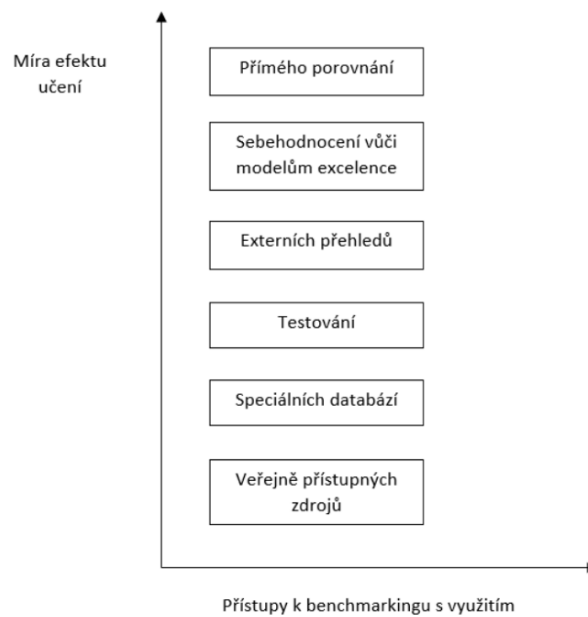 Míra efektu
učení
Přímého porovnání
Sebehodnocení vůči
modelům excelence
Externích přehledů
Testování
Speciálních databází
Veřejně přístupných
zdrojů
Přístupy k benchmarkingu s využitím